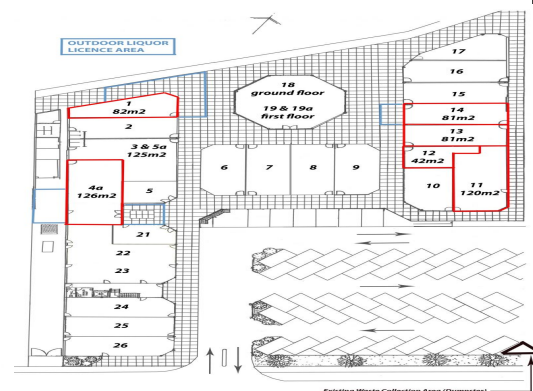 OUTDOOR LIQUOR
LICENCE AREA
1
82m2
2
3 & 5a
125m2
4a
126m2
5
21
22
23
24
25
26
18
ground floor
19 & 19a
first floor
6
7
8
9
17
16
15
14
81m2
13
81m2
12
42m2
10
11
120m2
Existing Waste Collection Area (Dumpster)